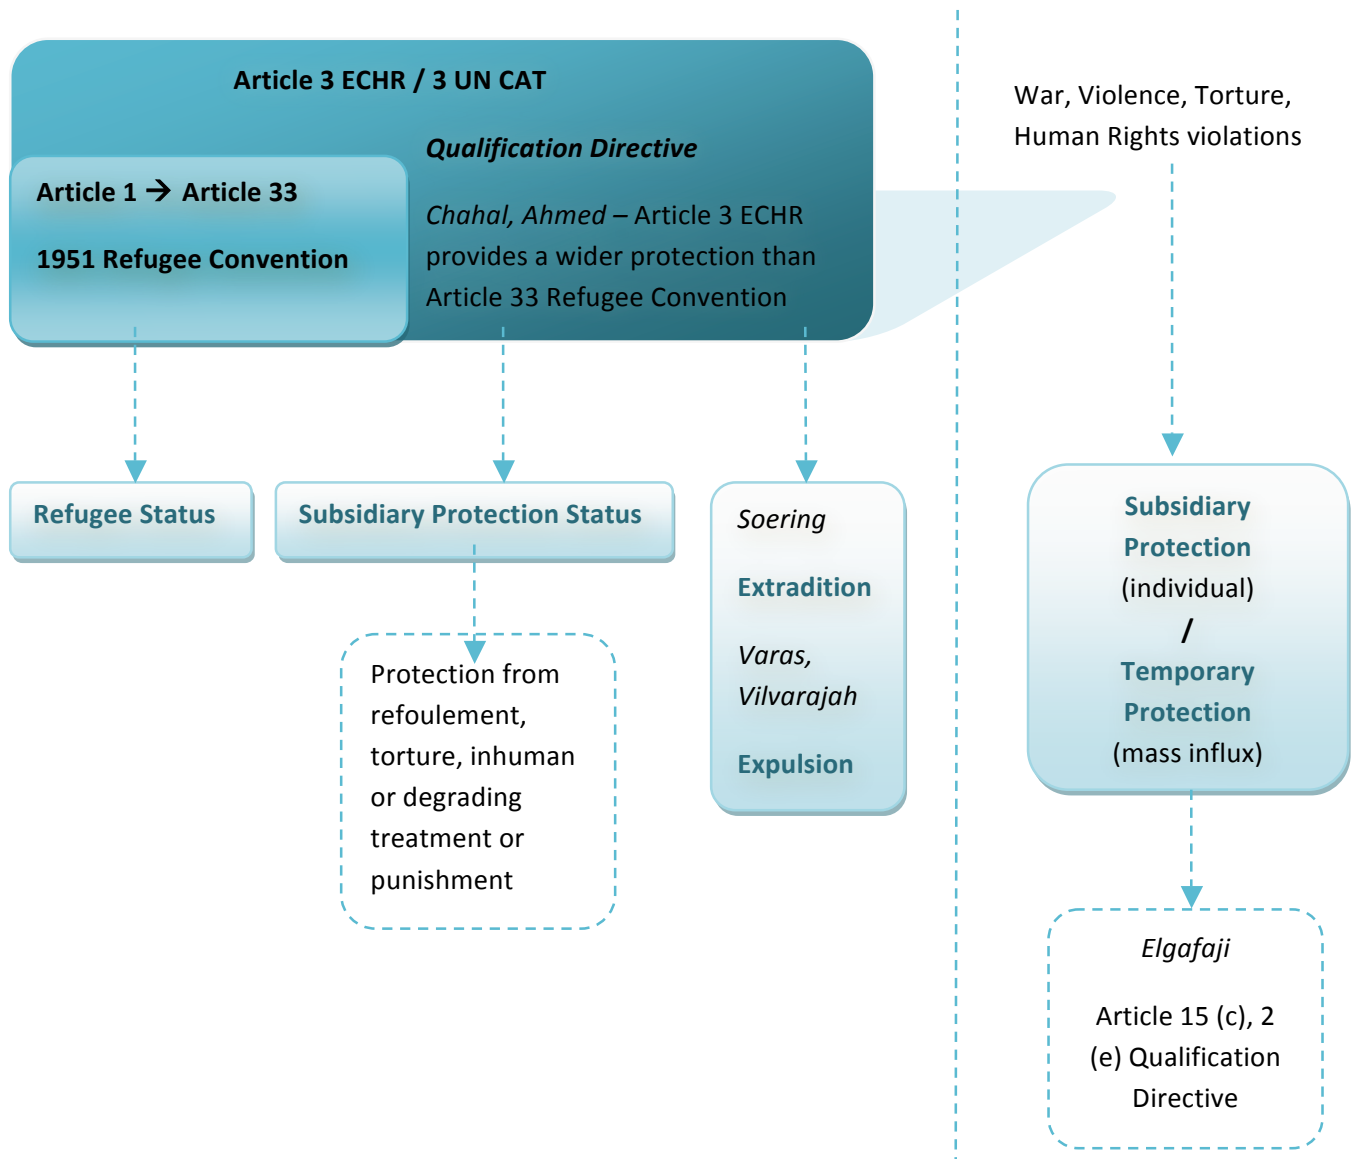 Article 3 ECHR / 3 UN CAT
Qualification Directive
Chahal, Ahmed – Article 3 ECHR
provides a wider protection than
Article 33 Refugee Convention
Article 1 → Article 33
1951 Refugee Convention
War, Violence, Torture,
Human Rights violations
Refugee Status
Subsidiary Protection Status
Protection from
refoulement,
torture, inhuman
or degrading
treatment or
punishment
Soering
Extradition
Varas,
Vilvarajah
Expulsion
Subsidiary
Protection
(individual)
/
Temporary
Protection
(mass influx)
Elgafaji
Article 15 (c), 2
(e) Qualification
Directive